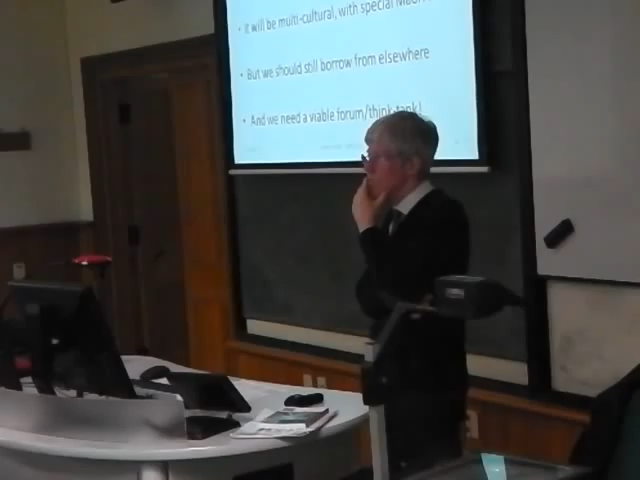 • It will be multi-cultural, with special
• But we should still borrow from elsewhere
• And we need a viable forum/think-tank!